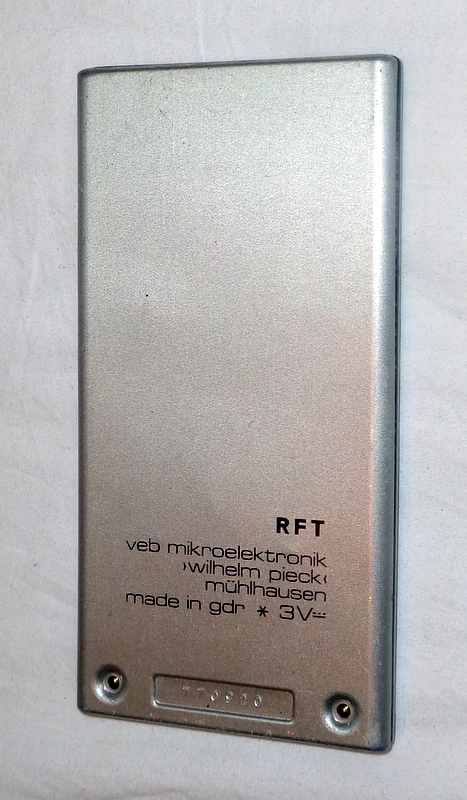 RFT
veb mikroelektronik
›wilhelm pieck‹
mühlhausen
made in gdr * 3V⎓